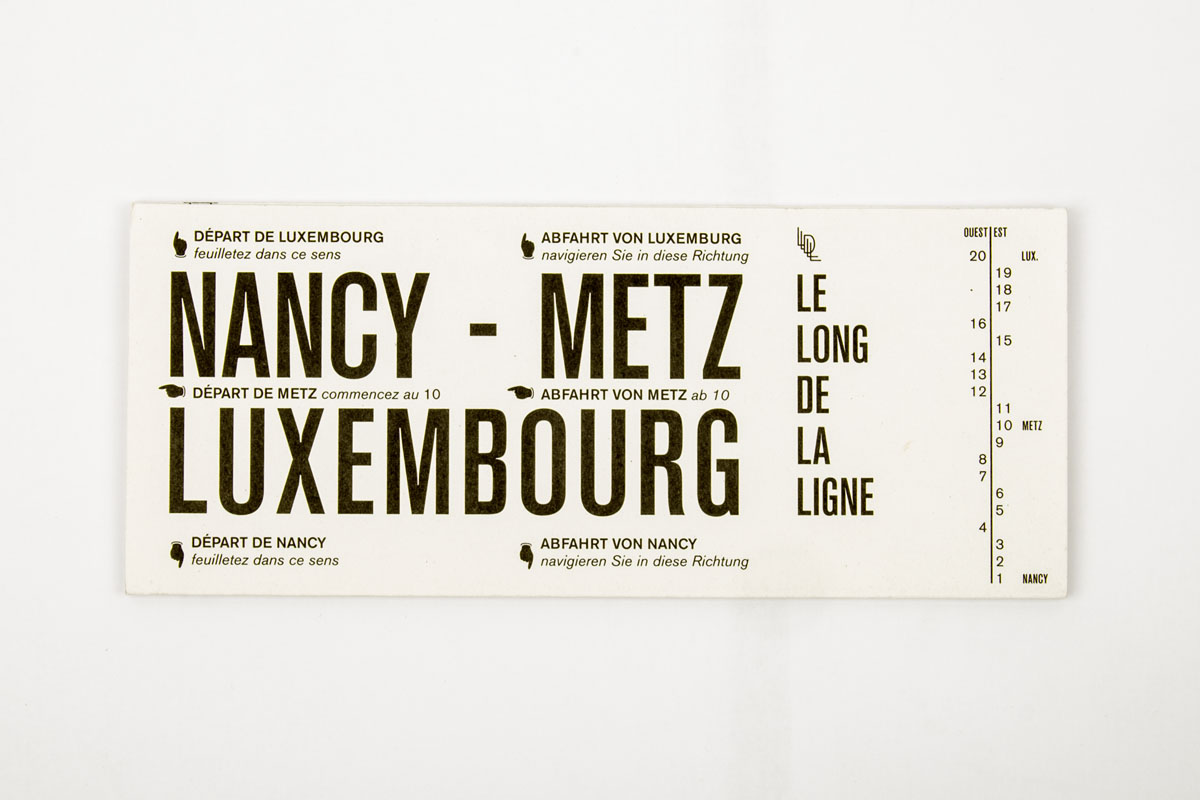 DÉPART DE LUXEMBOURG
feuilletez dans ce sens
ABFAHRT VON LUXEMBURG
navigieren Sie in diese Richtung
NANCY - METZ
DÉPART DE METZ commencez au 10
ABFAHRT VON METZ ab 10
LUXEMBOURG
DÉPART DE NANCY
feuilletez dans ce sens
ABFAHRT VON NANCY
navigieren Sie in diese Richtung
LLDLL
LE
LONG
DE
LA
LIGNE
OUEST EST
20 LUX.
19
18
17
16
15
14
13
12
11
10 METZ
9
8
7
6
5
4
3
2
1 NANCY